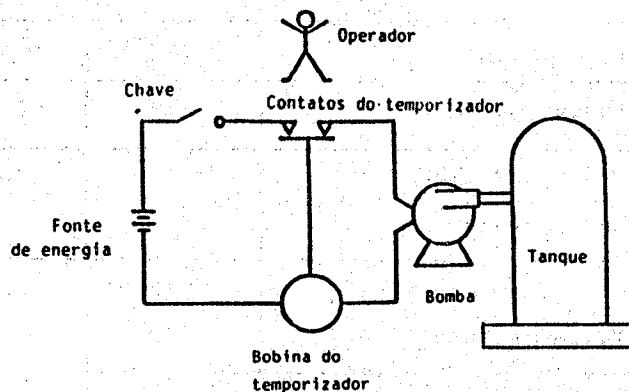 Operador
Chave
Contatos do temporizador
Fonte
de energia
Tanque
Bomba
Bobina do
temporizador